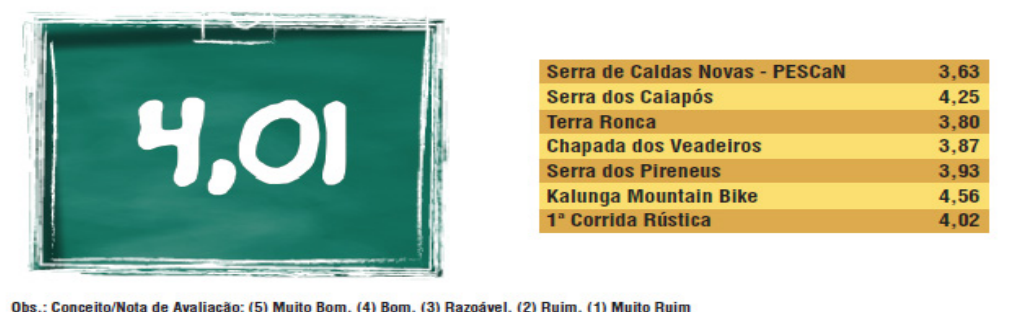 4,01
Serra de Caldas Novas - PESCaN 3,63
Serra dos Caiapós 4,25
Terra Ronca 3,80
Chapada dos Veadeiros 3,87
Serra dos Pireneus 3,93
Kalunga Mountain Bike 4,56
1ª Corrida Rústica 4,02
Obs.: Conceito/Nota de Avaliação: (5) Muito Bom, (4) Bom, (3) Razoável, (2) Ruim, (1) Muito Ruim